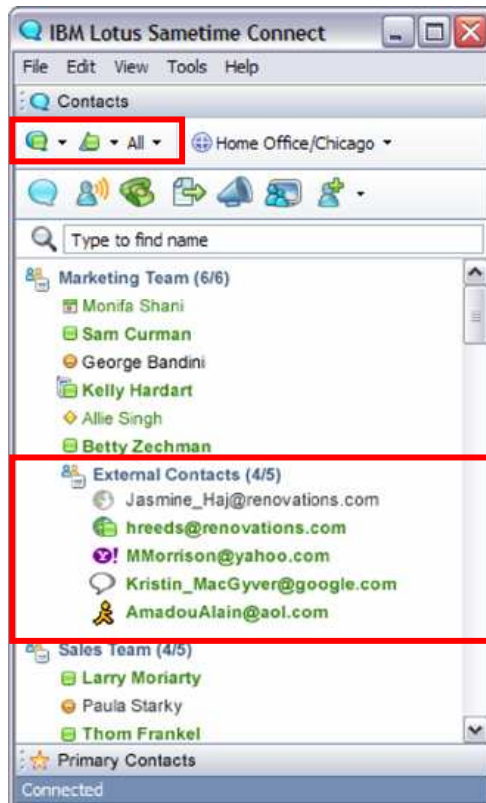 IBM Lotus Sametime Connect
File Edit View Tools Help
Contacts
All Home Office/Chicago
Type to find name
Marketing Team (6/6)
Monifa Shani
Sam Curman
George Bandini
Kelly Hardart
Allie Singh
Betty Zechman
External Contacts (4/5)
Jasmine_Haj@renovations.com
hreeds@renovations.com
Y! MMorrison@yahoo.com
Kristin_MacGyver@google.com
AmadouAlain@aol.com
Sales Team (4/5)
Larry Moriarty
Paula Starky
Thom Frankel
Primary Contacts
Connected